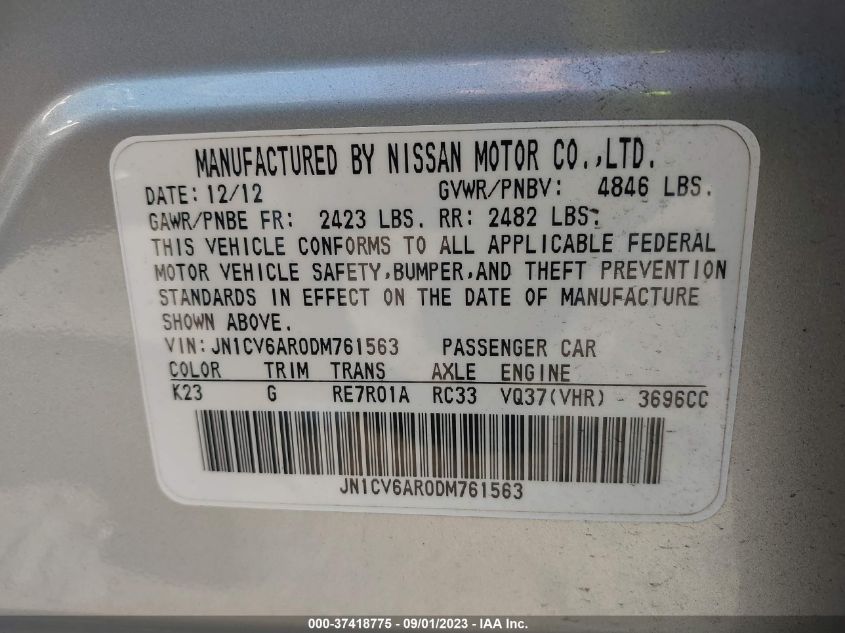 MANUFACTURED BY NISSAN MOTOR CO.,LTD.
DATE: 12/12 GVWR/PNBV: 4846 LBS.
GAWR/PNBE FR: 2423 LBS. RR: 2482 LBS.
THIS VEHICLE CONFORMS TO ALL APPLICABLE FEDERAL
MOTOR VEHICLE SAFETY,BUMPER,AND THEFT PREVENTION
STANDARDS IN EFFECT ON THE DATE OF MANUFACTURE
SHOWN ABOVE.
VIN:JN1CV6AR0DM761563 PASSENGER CAR
COLOR TRIM TRANS AXLE ENGINE
K23 G RE7R01A RC33 VQ37(VHR) - 3696CC
JN1CV6AR0DM761563
000-37418775 - 09/01/2023 - IAA Inc.